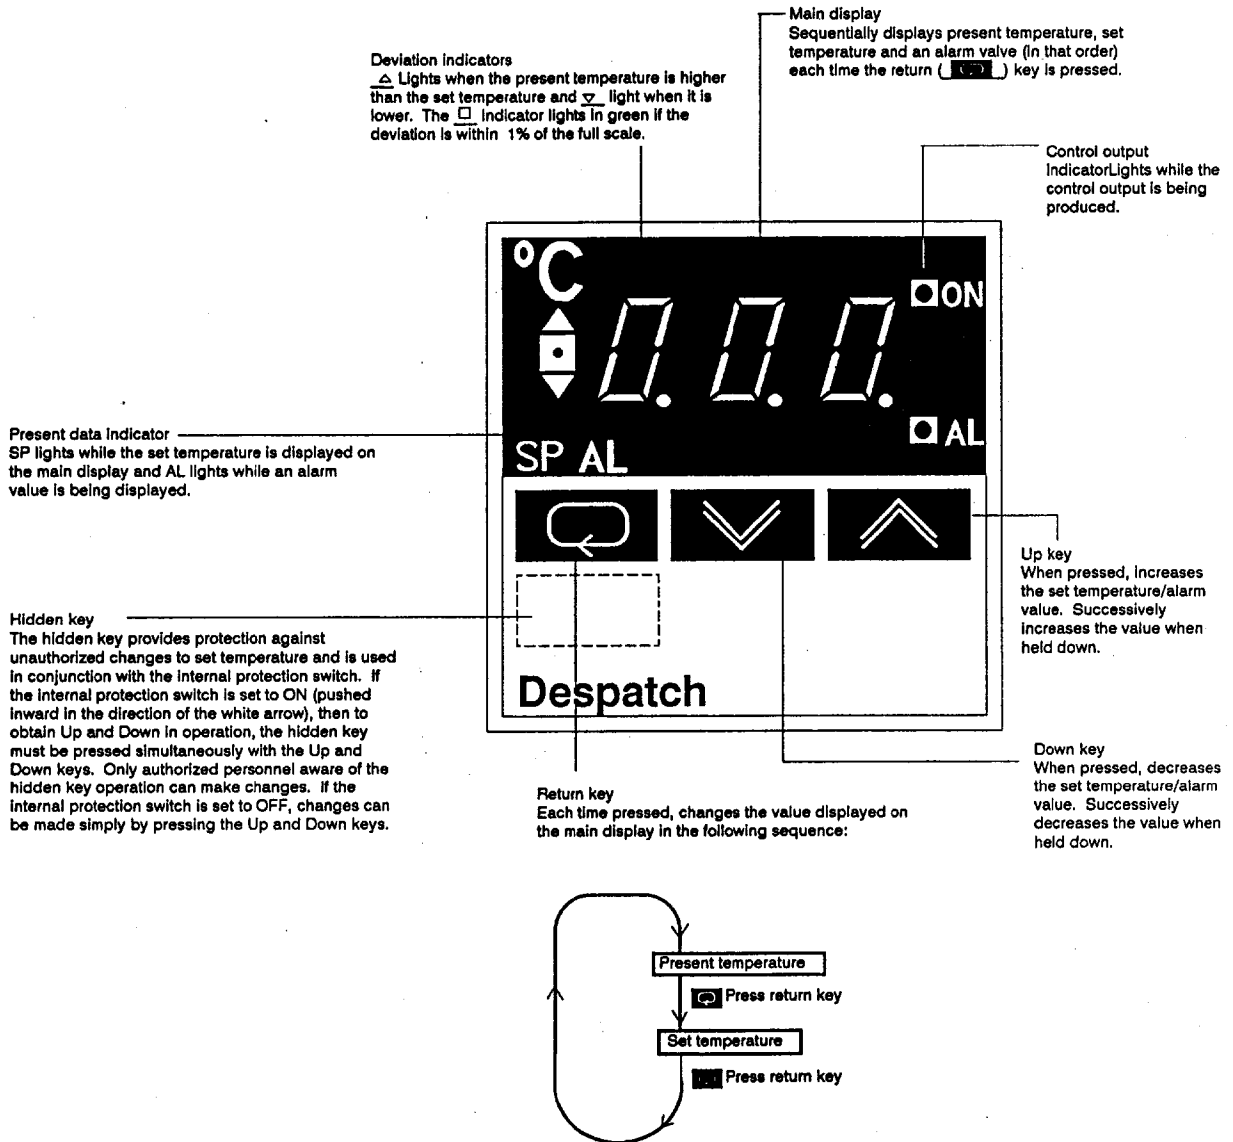 Main display
Sequentially displays present temperature, set
temperature and an alarm valve (In that order)
each time the return ( ) key is pressed.
Deviation indicators
Lights when the present temperature is higher
than the set temperature and light when it is
lower. The indicator lights in green if the
deviation is within 1% of the full scale.
Control output
IndicatorLights while the
control output is being
produced.
°C
0.0.0.
ON
AL
SP AL
Present data indicator
SP lights while the set temperature is displayed on
the main display and AL lights while an alarm
value is being displayed.
Up key
When pressed, increases
the set temperature/alarm
value. Successively
increases the value when
held down.
Hidden key
The hidden key provides protection against
unauthorized changes to set temperature and is used
in conjunction with the internal protection switch. If
the internal protection switch is set to ON (pushed
inward in the direction of the white arrow), then to
obtain Up and Down in operation, the hidden key
must be pressed simultaneously with the Up and
Down keys. Only authorized personnel aware of the
hidden key operation can make changes. If the
internal protection switch is set to OFF, changes can
be made simply by pressing the Up and Down keys.
Despatch
Down key
When pressed, decreases
the set temperature/alarm
value. Successively
decreases the value when
held down.
Return key
Each time pressed, changes the value displayed on
the main display in the following sequence:
Present temperature
Press return key
Set temperature
Press return key